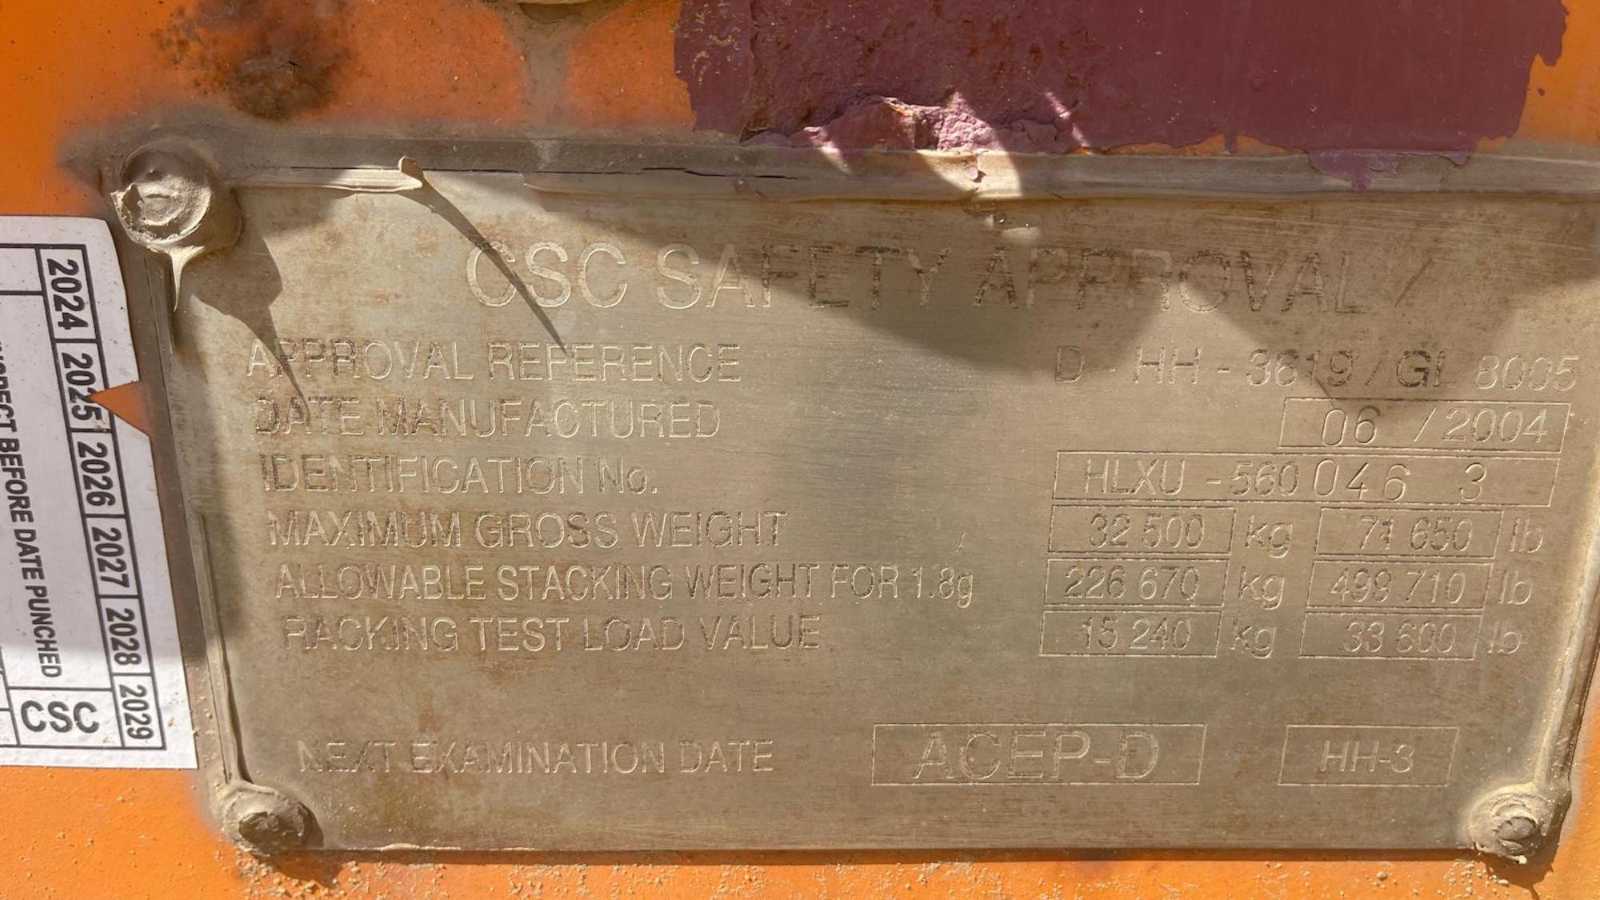 CSC SAFETY APPROVAL /
APPROVAL REFERENCE D - HH - 3619 / GL 8005
DATE MANUFACTURED 06 / 2004
IDENTIFICATION No. HLXU - 560 046 3
MAXIMUM GROSS WEIGHT 32 500 kg 71 650 lb
ALLOWABLE STACKING WEIGHT FOR 1.8g 226 670 kg 499 710 lb
RACKING TEST LOAD VALUE 15 240 kg 33 600 lb
NEXT EXAMINATION DATE ACEP-D HH-3
2024 2025 2026 2027 2028 2029
BEFORE DATE PUNCHED
CSC